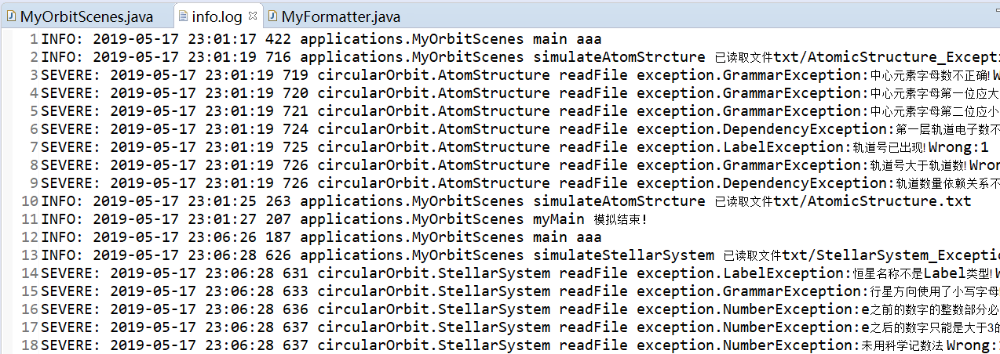 MyOrbitScenes.java info.log MyFormatter.java
1 INFO: 2019-05-17 23:01:17 422 applications.MyOrbitScenes main aaa
2 INFO: 2019-05-17 23:01:19 716 applications.MyOrbitScenes simulateAtomStrcture 已读取文件txt/AtomicStructure_Excepti
3 SEVERE: 2019-05-17 23:01:19 719 circularOrbit.AtomStructure readFile exception.GrammarException:中心元素字母数不正确!W
4 SEVERE: 2019-05-17 23:01:19 720 circularOrbit.AtomStructure readFile exception.GrammarException:中心元素字母第一位应大
5 SEVERE: 2019-05-17 23:01:19 721 circularOrbit.AtomStructure readFile exception.GrammarException:中心元素字母第二位应小
6 SEVERE: 2019-05-17 23:01:19 724 circularOrbit.AtomStructure readFile exception.DependencyException:第一层轨道电子数不
7 SEVERE: 2019-05-17 23:01:19 725 circularOrbit.AtomStructure readFile exception.LabelException:轨道号已出现!Wrong:1
8 SEVERE: 2019-05-17 23:01:19 726 circularOrbit.AtomStructure readFile exception.GrammarException:轨道号大于轨道数!Wron
9 SEVERE: 2019-05-17 23:01:19 726 circularOrbit.AtomStructure readFile exception.DependencyException:轨道数量依赖关系不
10 INFO: 2019-05-17 23:01:25 263 applications.MyOrbitScenes simulateAtomStrcture 已读取文件txt/AtomicStructure.txt
11 INFO: 2019-05-17 23:01:27 207 applications.MyOrbitScenes myMain 模拟结束!
12 INFO: 2019-05-17 23:06:26 187 applications.MyOrbitScenes main aaa
13 INFO: 2019-05-17 23:06:28 626 applications.MyOrbitScenes simulateStellarSystem 已读取文件txt/StellarSystem_Exceptio
14 SEVERE: 2019-05-17 23:06:28 631 circularOrbit.StellarSystem readFile exception.LabelException:恒星名称不是Label类型!W
15 SEVERE: 2019-05-17 23:06:28 633 circularOrbit.StellarSystem readFile exception.GrammarException:行星方向使用了小写字母
16 SEVERE: 2019-05-17 23:06:28 636 circularOrbit.StellarSystem readFile exception.NumberException:e之前的数字的整数部分必
17 SEVERE: 2019-05-17 23:06:28 637 circularOrbit.StellarSystem readFile exception.NumberException:e之后的数字只能是大于3的
18 SEVERE: 2019-05-17 23:06:28 637 circularOrbit.StellarSystem readFile exception.NumberException:未用科学记数法 Wrong: